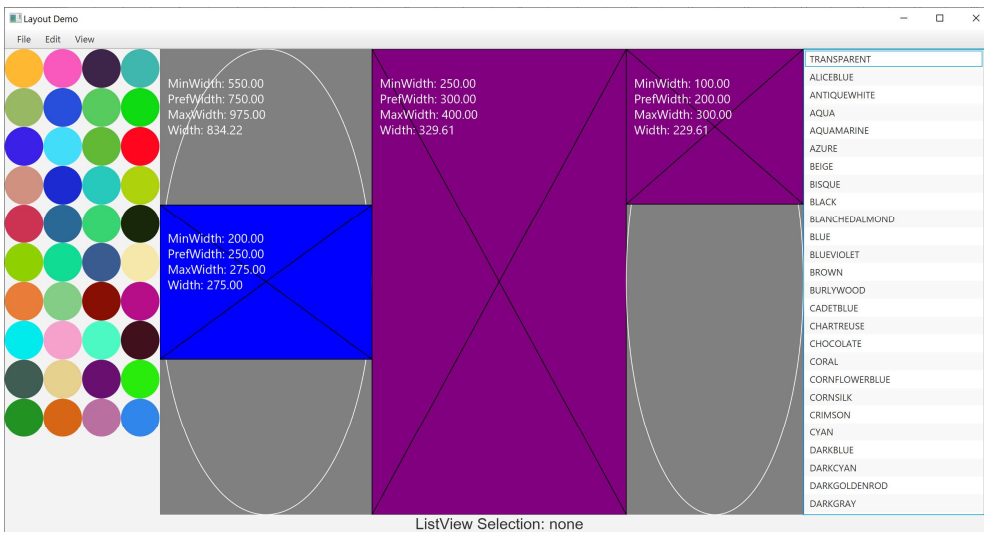 Layout Demo
File Edit View
MinWidth: 550.00
PrefWidth: 750.00
MaxWidth: 975.00
Width: 834.22
MinWidth: 200.00
PrefWidth: 250.00
MaxWidth: 275.00
Width: 275.00
MinWidth: 250.00
PrefWidth: 300.00
MaxWidth: 400.00
Width: 329.61
MinWidth: 100.00
PrefWidth: 200.00
MaxWidth: 300.00
Width: 229.61
TRANSPARENT
ALICEBLUE
ANTIQUEWHITE
AQUA
AQUAMARINE
AZURE
BEIGE
BISQUE
BLACK
BLANCHEDALMOND
BLUE
BLUEVIOLET
BROWN
BURLYWOOD
CADETBLUE
CHARTREUSE
CHOCOLATE
CORAL
CORNFLOWERBLUE
CORNSILK
CRIMSON
CYAN
DARKBLUE
DARKCYAN
DARKGOLDENROD
DARKGRAY
ListView Selection: none